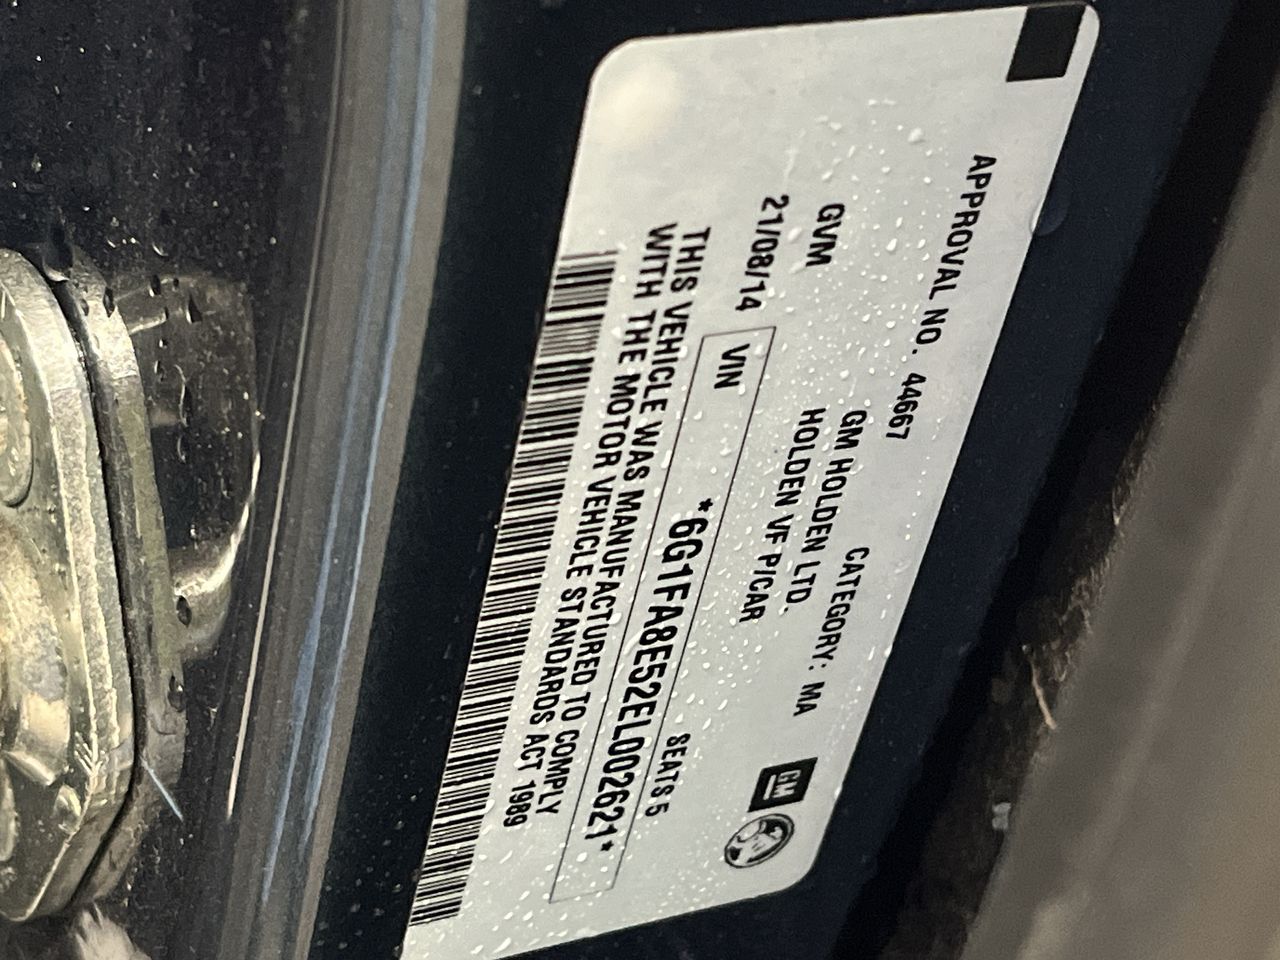 APPROVAL NO. 44667
CATEGORY: MA
GM
GM HOLDEN LTD.
GVM
HOLDEN VF P/CAR
21/08/14
SEATS 5
VIN *6G1FA8E52EL002621*
THIS VEHICLE WAS MANUFACTURED TO COMPLY
WITH THE MOTOR VEHICLE STANDARDS ACT 1989